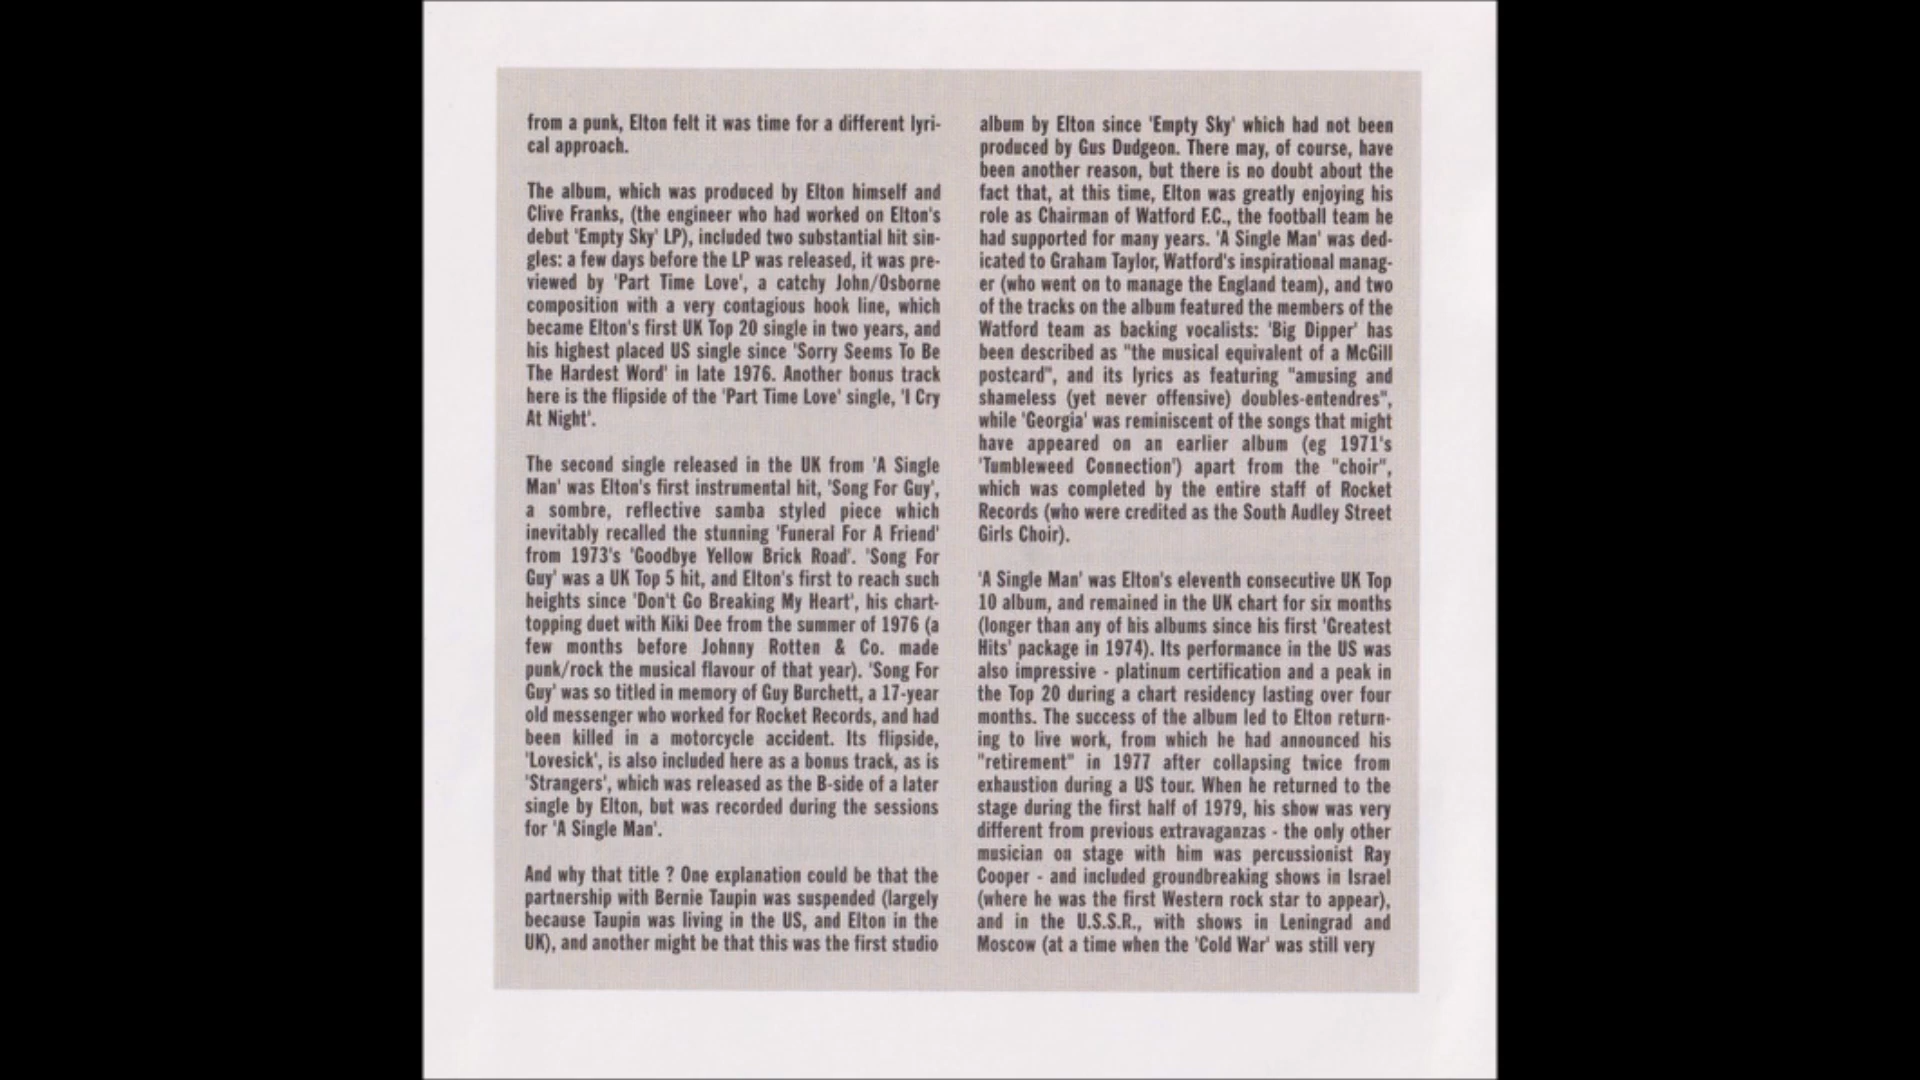 from a punk, Elton felt it was time for a different lyri-
cal approach.
The album, which was produced by Elton himself and
Clive Franks, (the engineer who had worked on Elton's
debut 'Empty Sky' LP), included two substantial hit sin-
gles: a few days before the LP was released, it was pre-
viewed by 'Part Time Love', a catchy John/Osborne
composition with a very contagious hook line, which
became Elton's first UK Top 20 single in two years, and
his highest placed US single since 'Sorry Seems To Be
The Hardest Word' in late 1976. Another bonus track
here is the flipside of the 'Part Time Love' single, 'I Cry
At Night'.
The second single released in the UK from 'A Single
Man' was Elton's first instrumental hit, 'Song For Guy',
a sombre, reflective samba styled piece which
inevitably recalled the stunning 'Funeral For A Friend'
from 1973's 'Goodbye Yellow Brick Road'. 'Song For
Guy' was a UK Top 5 hit, and Elton's first to reach such
heights since 'Don't Go Breaking My Heart', his chart-
topping duet with Kiki Dee from the summer of 1976 (a
few months before Johnny Rotten & Co. made
punk/rock the musical flavour of that year). 'Song For
Guy' was so titled in memory of Guy Burchett, a 17-year
old messenger who worked for Rocket Records, and had
been killed in a motorcycle accident. Its flipside,
'Lovesick', is also included here as a bonus track, as is
'Strangers', which was released as the B-side of a later
single by Elton, but was recorded during the sessions
for 'A Single Man'.
And why that title ? One explanation could be that the
partnership with Bernie Taupin was suspended (largely
because Taupin was living in the US, and Elton in the
UK), and another might be that this was the first studio
album by Elton since 'Empty Sky' which had not been
produced by Gus Dudgeon. There may, of course, have
been another reason, but there is no doubt about the
fact that, at this time, Elton was greatly enjoying his
role as Chairman of Watford F.C., the football team he
had supported for many years. 'A Single Man' was ded-
icated to Graham Taylor, Watford's inspirational manag-
er (who went on to manage the England team), and two
of the tracks on the album featured the members of the
Watford team as backing vocalists: 'Big Dipper' has
been described as "the musical equivalent of a McGill
postcard", and its lyrics as featuring "amusing and
shameless (yet never offensive) doubles-entendres",
while 'Georgia' was reminiscent of the songs that might
have appeared on an earlier album (eg 1971's
'Tumbleweed Connection') apart from the "choir",
which was completed by the entire staff of Rocket
Records (who were credited as the South Audley Street
Girls Choir).
'A Single Man' was Elton's eleventh consecutive UK Top
10 album, and remained in the UK chart for six months
(longer than any of his albums since his first 'Greatest
Hits' package in 1974). Its performance in the US was
also impressive - platinum certification and a peak in
the Top 20 during a chart residency lasting over four
months. The success of the album led to Elton return-
ing to live work, from which he had announced his
"retirement" in 1977 after collapsing twice from
exhaustion during a US tour. When he returned to the
stage during the first half of 1979, his show was very
different from previous extravaganzas - the only other
musician on stage with him was percussionist Ray
Cooper - and included groundbreaking shows in Israel
(where he was the first Western rock star to appear),
and in the U.S.S.R., with shows in Leningrad and
Moscow (at a time when the 'Cold War' was still very